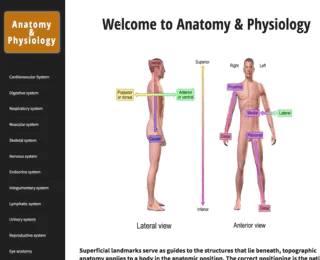 Anatomy
&
Physiology
Cardiovascular System
Digestive system
Respiratory system
Muscular system
Skeletal system
Nervous system
Endocrine system
Integumentary system
Lymphatic system
Urinary system
Reproductive system
Eye anatomy
Welcome to Anatomy & Physiology
Superior
Right Left
Posterior
or dorsal
Anterior
or ventral
Proximal
Medial
Lateral
Caudal
Distal
Proximal
Distal
Inferior
Lateral view
Anterior view
Superficial landmarks serve as guides to the structures that lie beneath, topographic
anatomy applies to a body in the anatomic position. The correct positioning is the